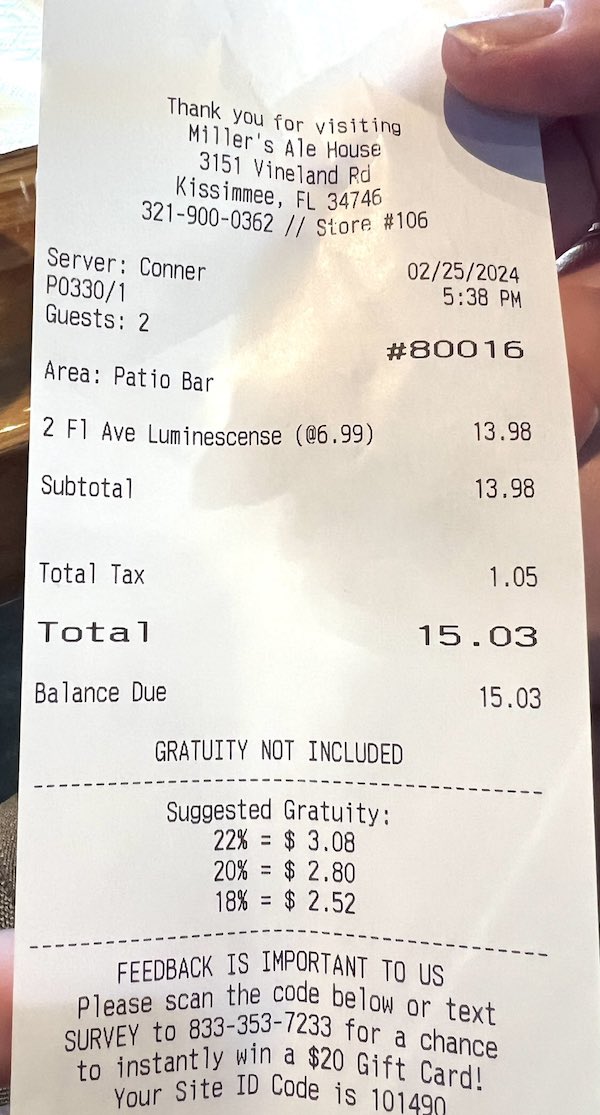 Thank you for visiting
Miller's Ale House
3151 Vineland Rd
Kissimmee, FL 34746
321-900-0362 // Store #106
Server: Conner 02/25/2024
P0330/1 5:38 PM
Guests: 2
#80016
Area: Patio Bar
2 Fl Ave Luminescense (@6.99) 13.98
Subtotal 13.98
Total Tax 1.05
Total 15.03
Balance Due 15.03
GRATUITY NOT INCLUDED
Suggested Gratuity:
22% = $ 3.08
20% = $ 2.80
18% = $ 2.52
FEEDBACK IS IMPORTANT TO US
Please scan the code below or text
SURVEY to 833-353-7233 for a chance
to instantly win a $20 Gift Card!
Your Site ID Code is 101490